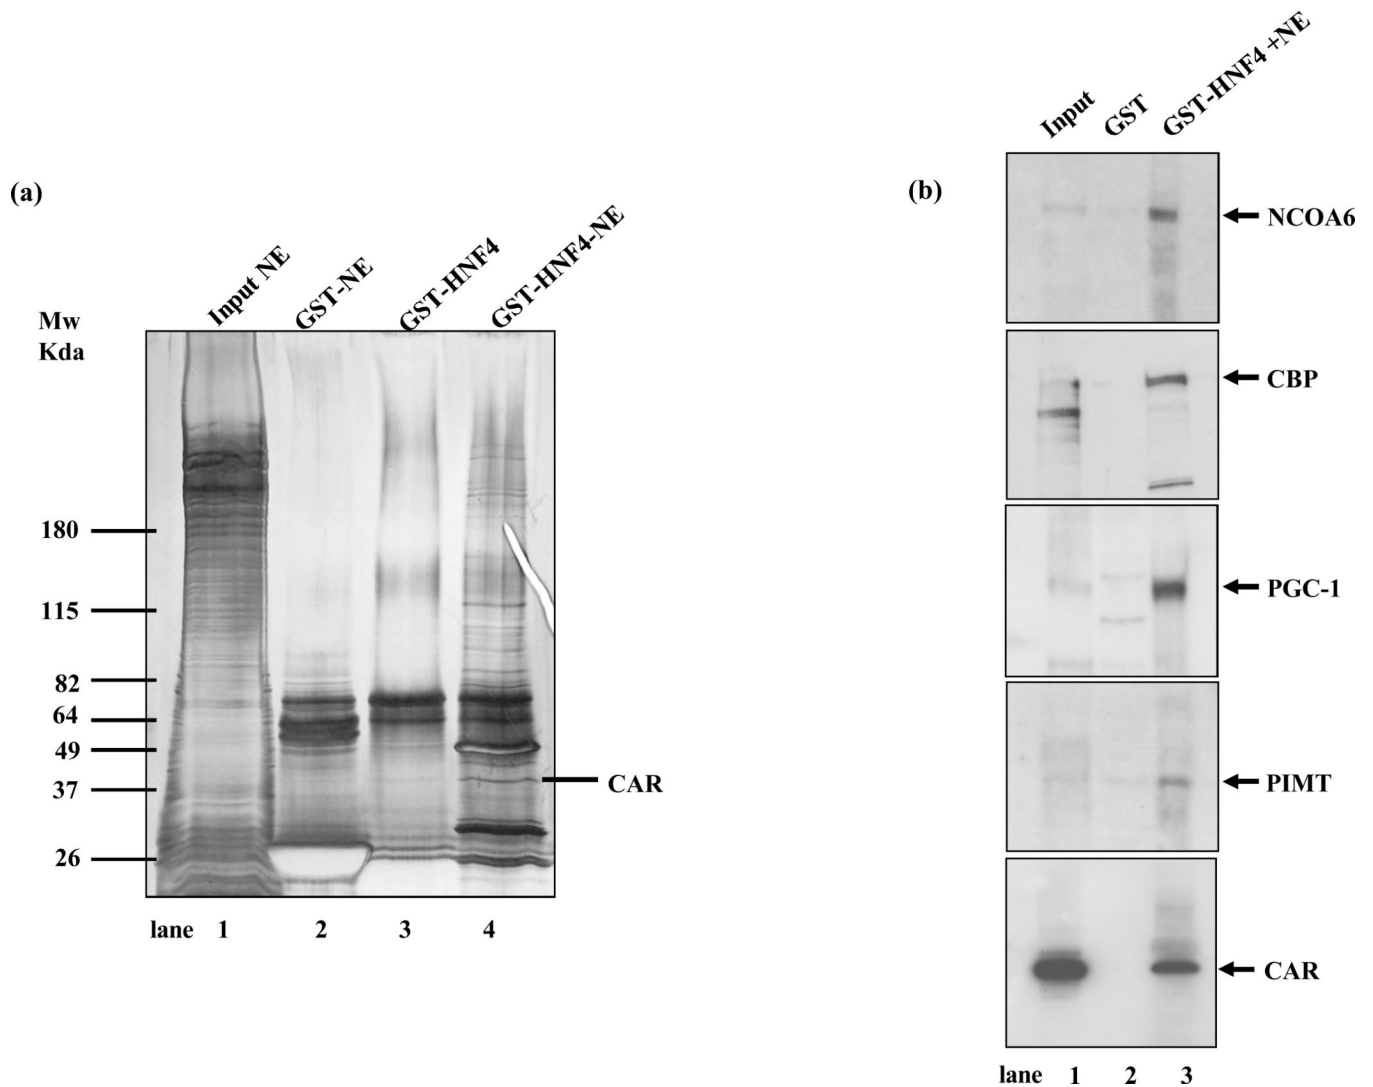 (a)
Mw
Kda
Input NE
GST-NE
GST-HNF4
GST-HNF4-NE
180
115
82
64
49
37
26
CAR
lane 1 2 3 4
(b)
Input
GST
GST-HNF4 +NE
NCOA6
CBP
PGC-1
PIMT
CAR
lane 1 2 3